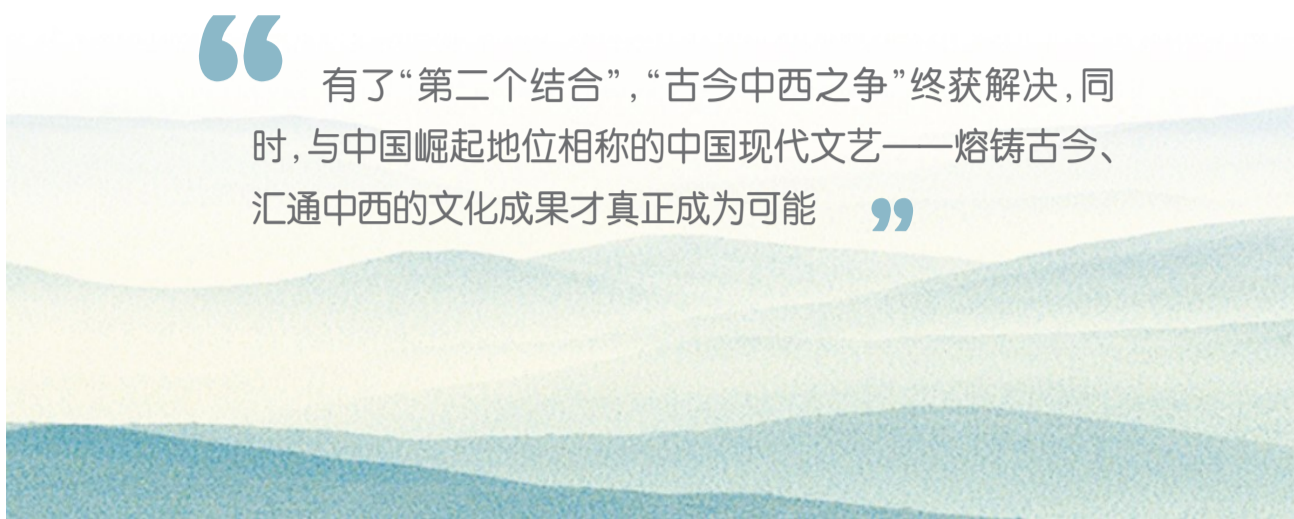 “
有了“第二个结合”,“古今中西之争”终获解决,同
时,与中国崛起地位相称的中国现代文艺——熔铸古今、
汇通中西的文化成果才真正成为可能
”